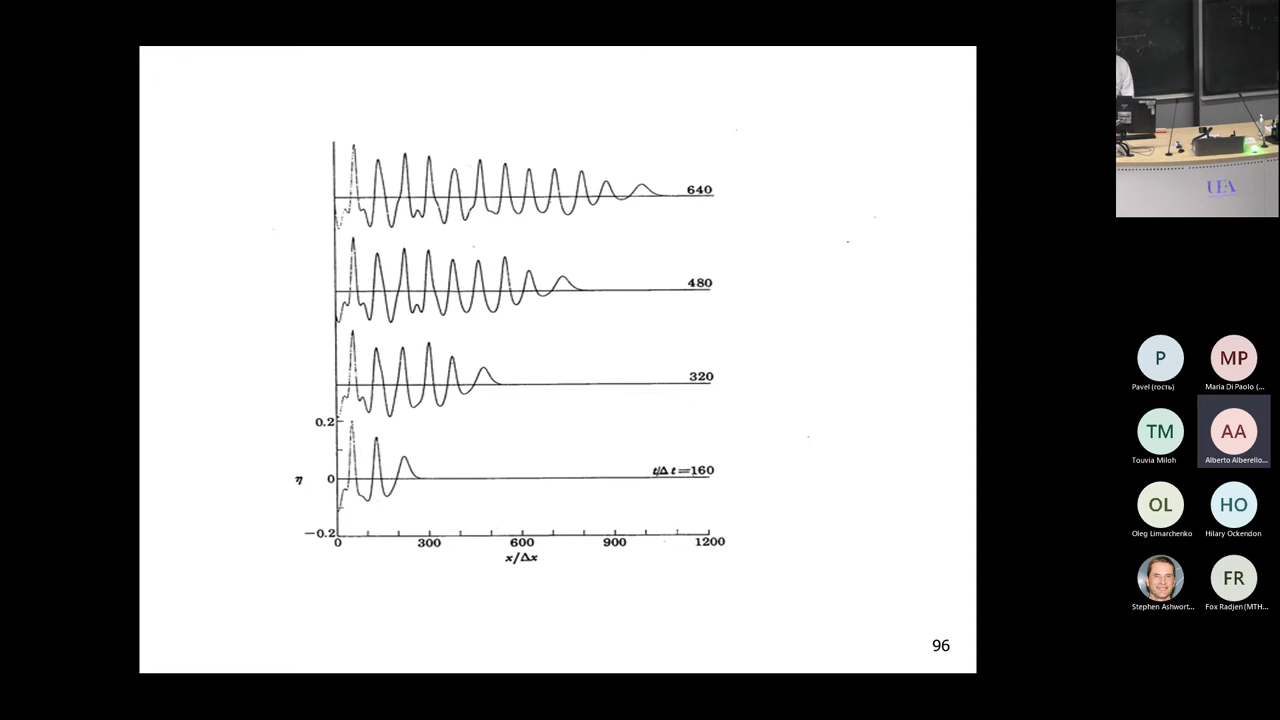 640
480
320
0.2
t/Δt=160
η 0
−0.2
0 300 600 900 1200
x/Δx
96
UEA
P MP
Pavel (гость) Maria Di Paolo (...
TM AA
Touvia Miloh Alberto Alberello...
OL HO
Oleg Limarchenko Hilary Ockendon
FR
Stephen Ashwort... Fox Radjen (MTH...